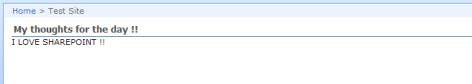 Home > Test Site
My thoughts for the day !!
I LOVE SHAREPOINT !!